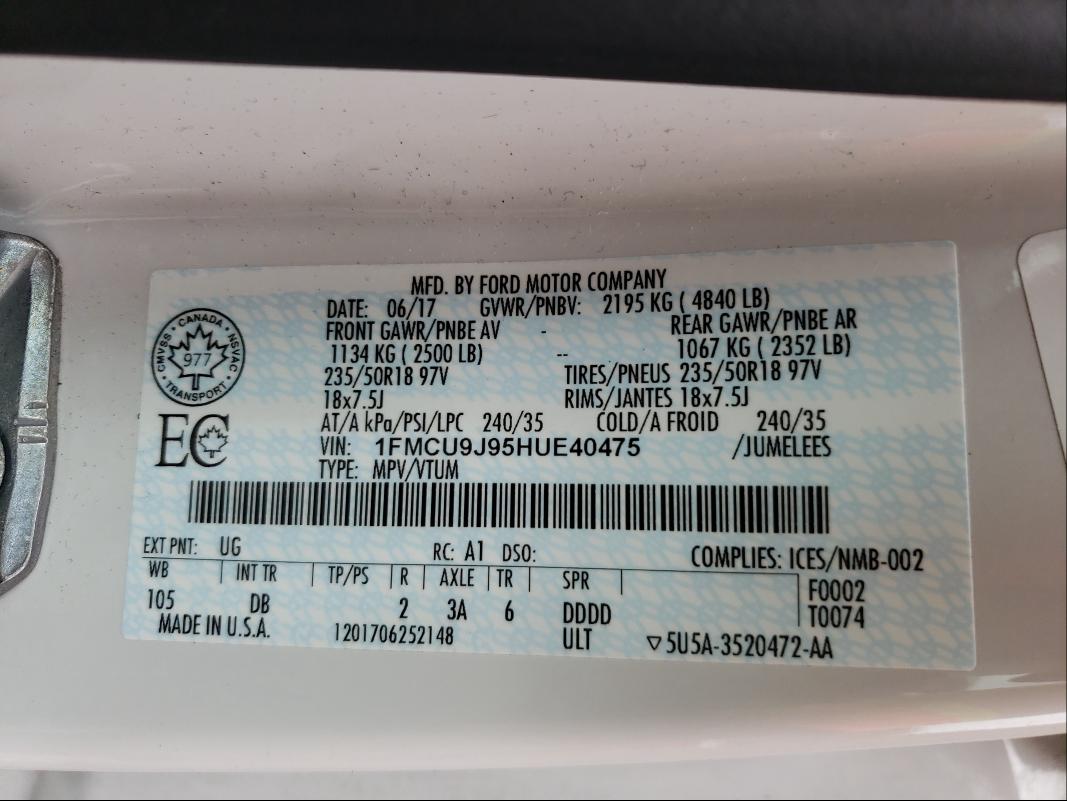 MFD. BY FORD MOTOR COMPANY
DATE: 06/17 GVWR/PNBV: 2195 KG ( 4840 LB)
FRONT GAWR/PNBE AV - REAR GAWR/PNBE AR
1134 KG ( 2500 LB) -- 1067 KG ( 2352 LB)
235/50R18 97V TIRES/PNEUS 235/50R18 97V
18x7.5J RIMS/JANTES 18x7.5J
AT/A kPa/PSI/LPC 240/35 COLD/A FROID 240/35
VIN: 1FMCU9J95HUE40475 /JUMELEES
TYPE: MPV/VTUM
CMVSS • CANADA • NSVAC • TRANSPORT •
977
EC
EXT PNT: UG RC: A1 DSO: COMPLIES: ICES/NMB-002
WB INT TR TP/PS R AXLE TR SPR F0002
105 DB 2 3A 6 DDDD T0074
MADE IN U.S.A. 1201706252148 ULT ▽5U5A-3520472-AA